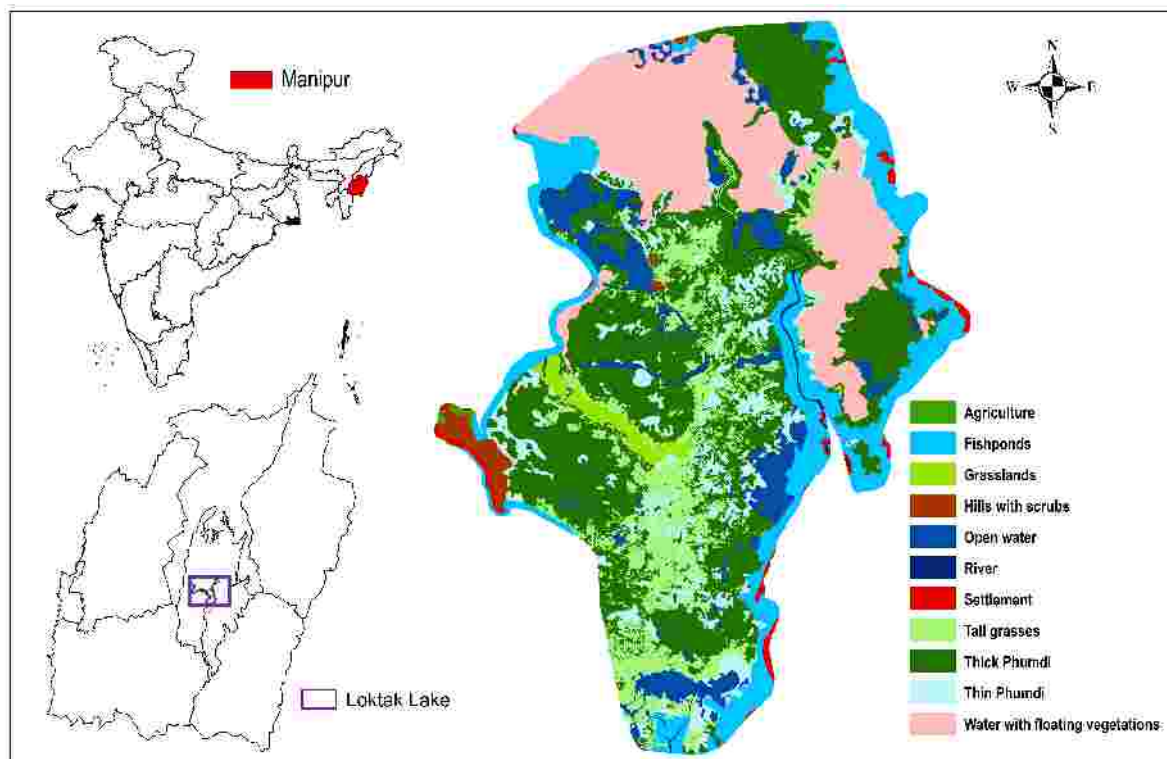 Manipur
N
W E
S
Loktak Lake
Agriculture
Fishponds
Grasslands
Hills with scrubs
Open water
River
Settlement
Tall grasses
Thick Phumdi
Thin Phumdi
Water with floating vegetations